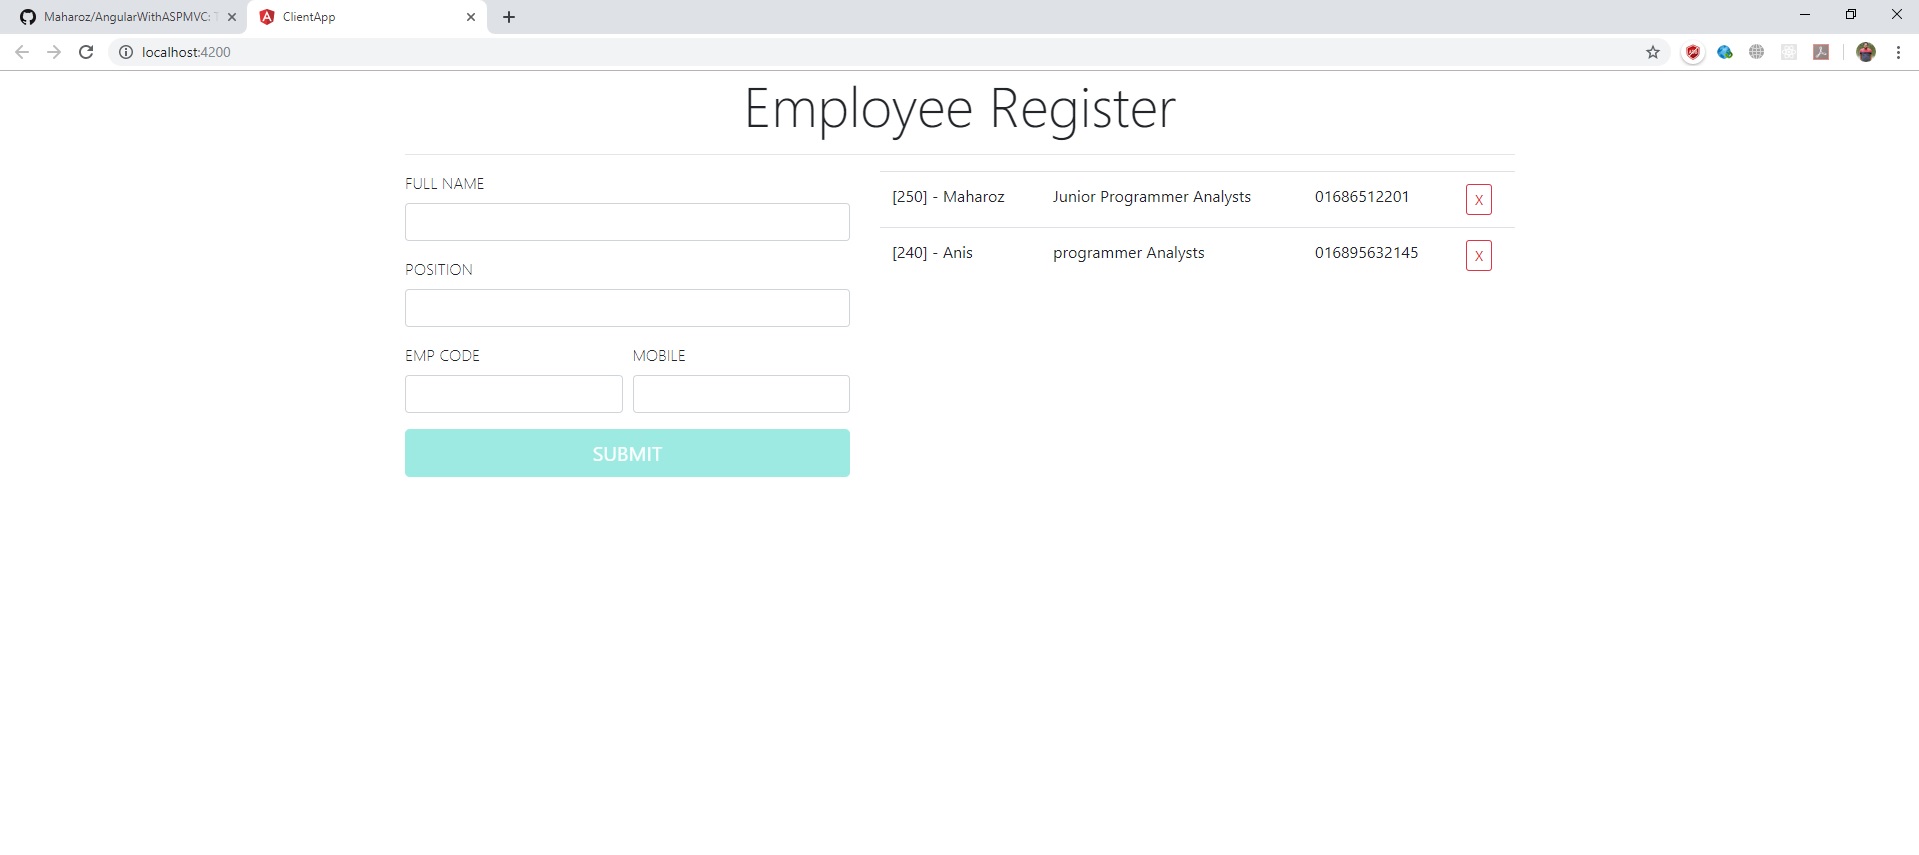 Maharoz/AngularWithASPMVC: T
ClientApp
localhost:4200
Employee Register
FULL NAME
POSITION
EMP CODE MOBILE
SUBMIT
[250] - Maharoz Junior Programmer Analysts 01686512201 X
[240] - Anis programmer Analysts 016895632145 X